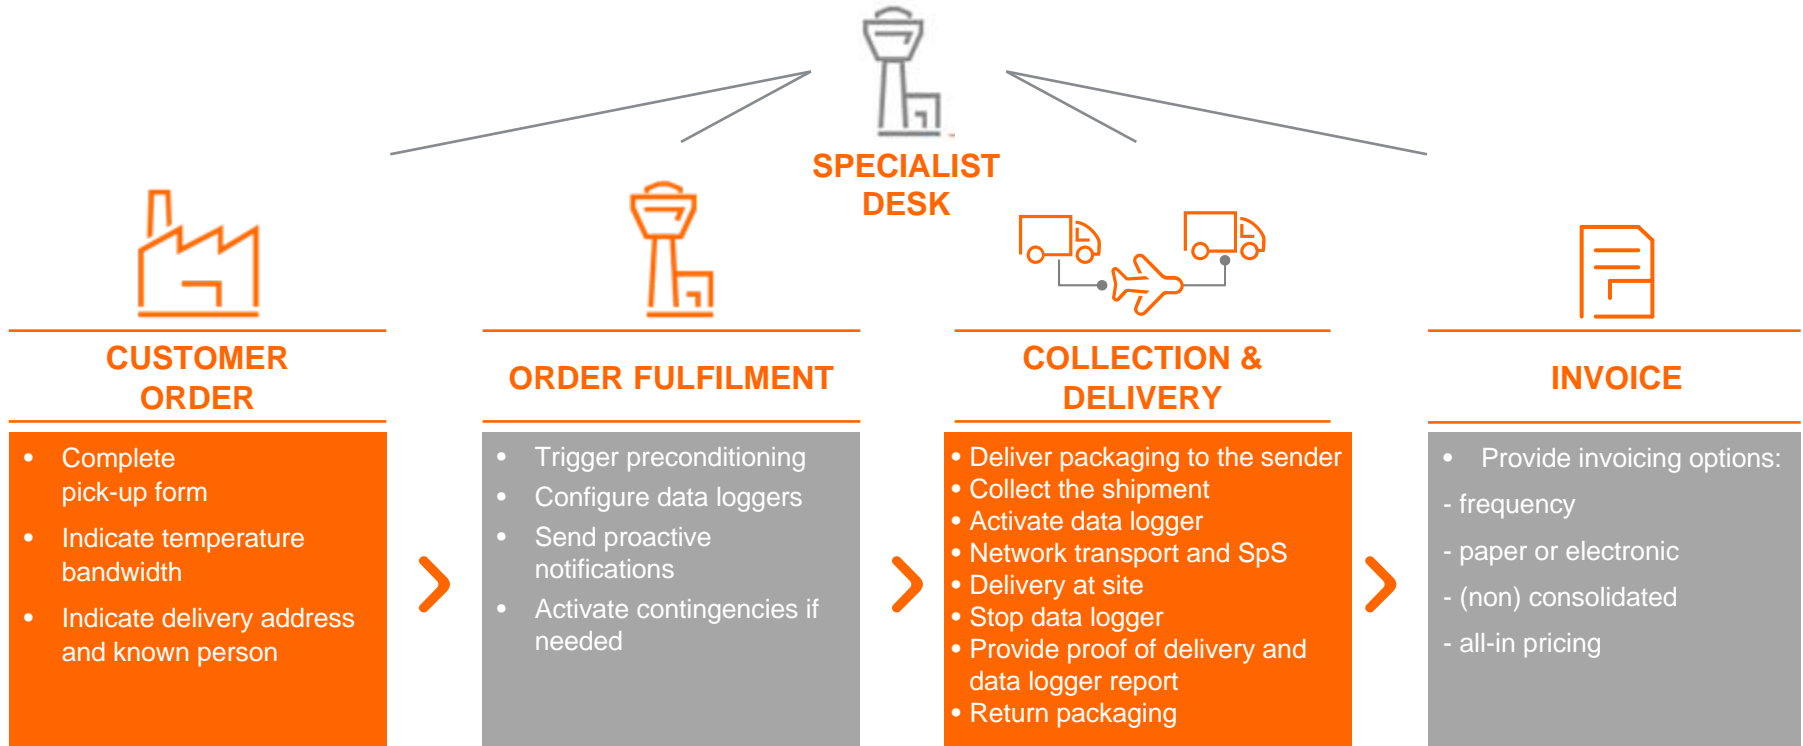 SPECIALIST
DESK
CUSTOMER
ORDER
• Complete
pick-up form
• Indicate temperature
bandwidth
• Indicate delivery address
and known person
ORDER FULFILMENT
• Trigger preconditioning
• Configure data loggers
• Send proactive
notifications
• Activate contingencies if
needed
COLLECTION &
DELIVERY
• Deliver packaging to the sender
• Collect the shipment
• Activate data logger
• Network transport and SpS
• Delivery at site
• Stop data logger
• Provide proof of delivery and
data logger report
• Return packaging
INVOICE
• Provide invoicing options:
- frequency
- paper or electronic
- (non) consolidated
- all-in pricing